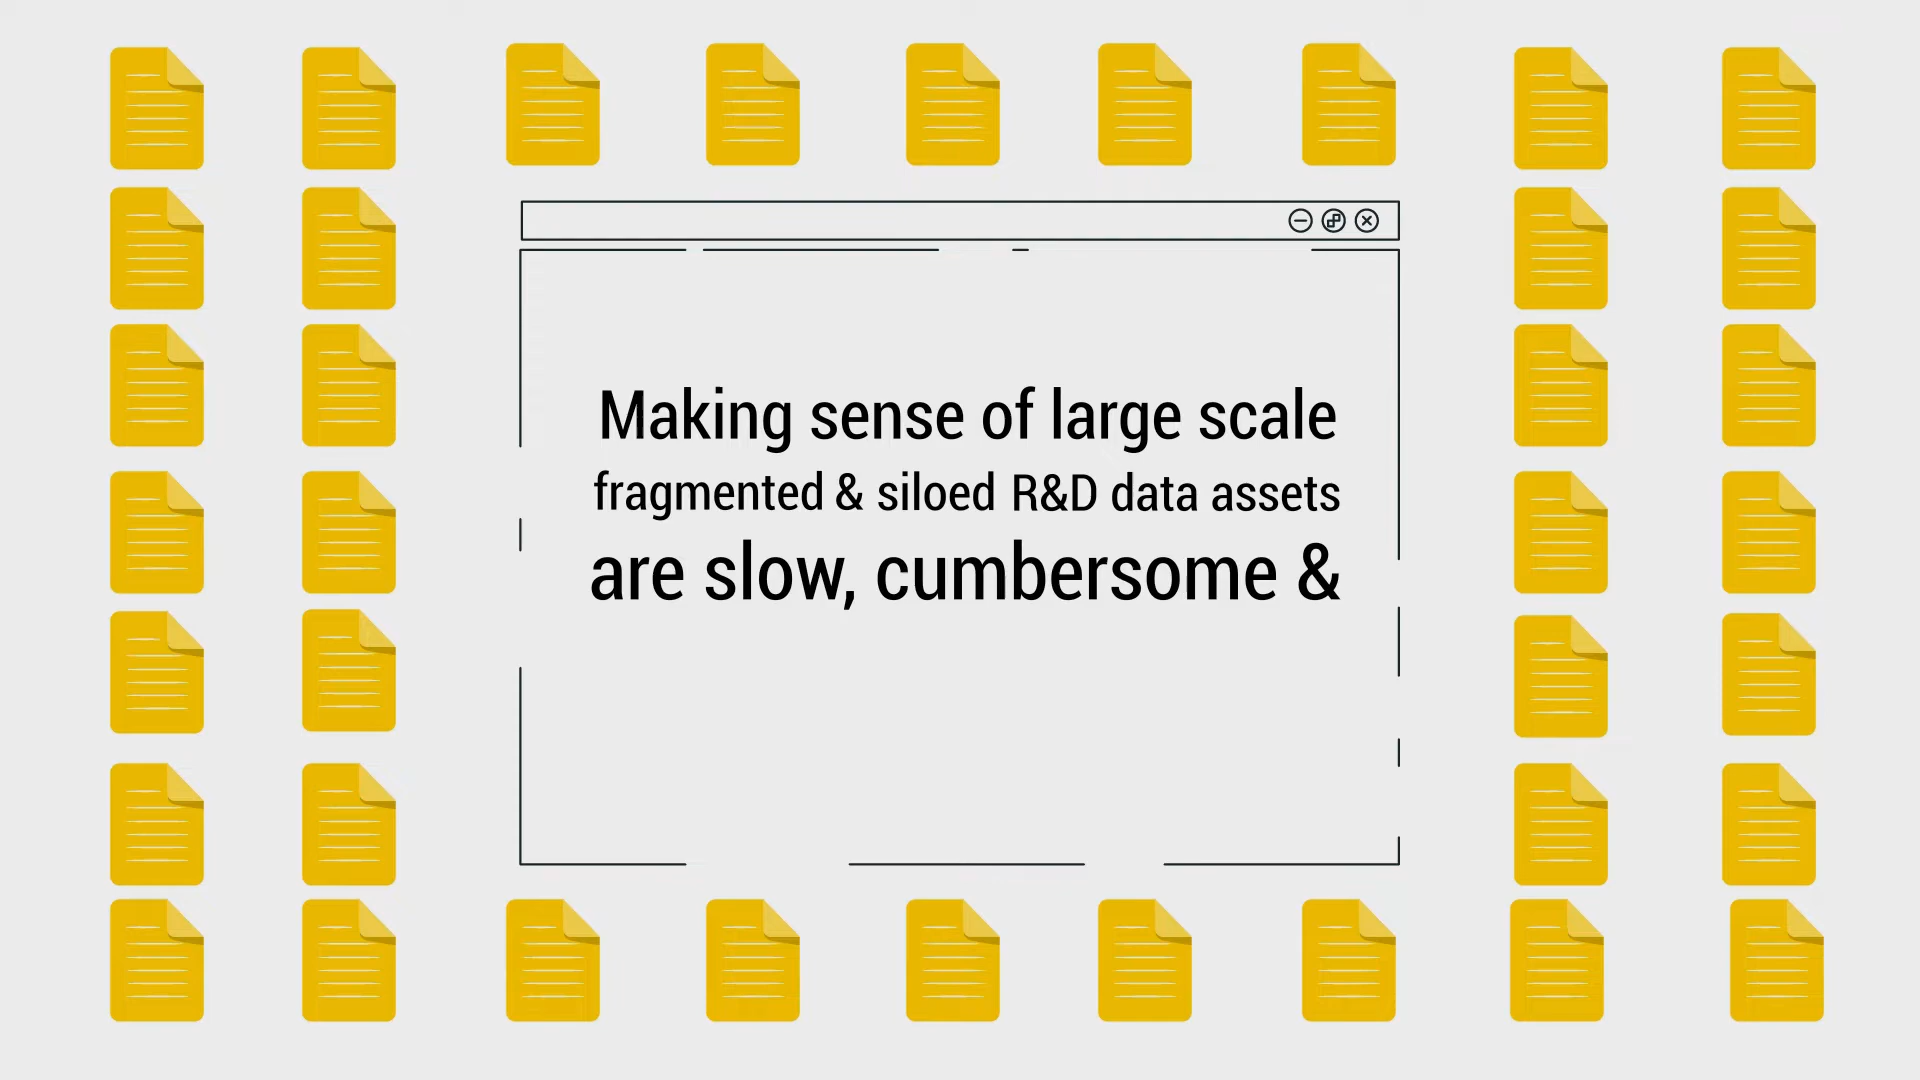 Making sense of large scale
fragmented & siloed R&D data assets
are slow, cumbersome &